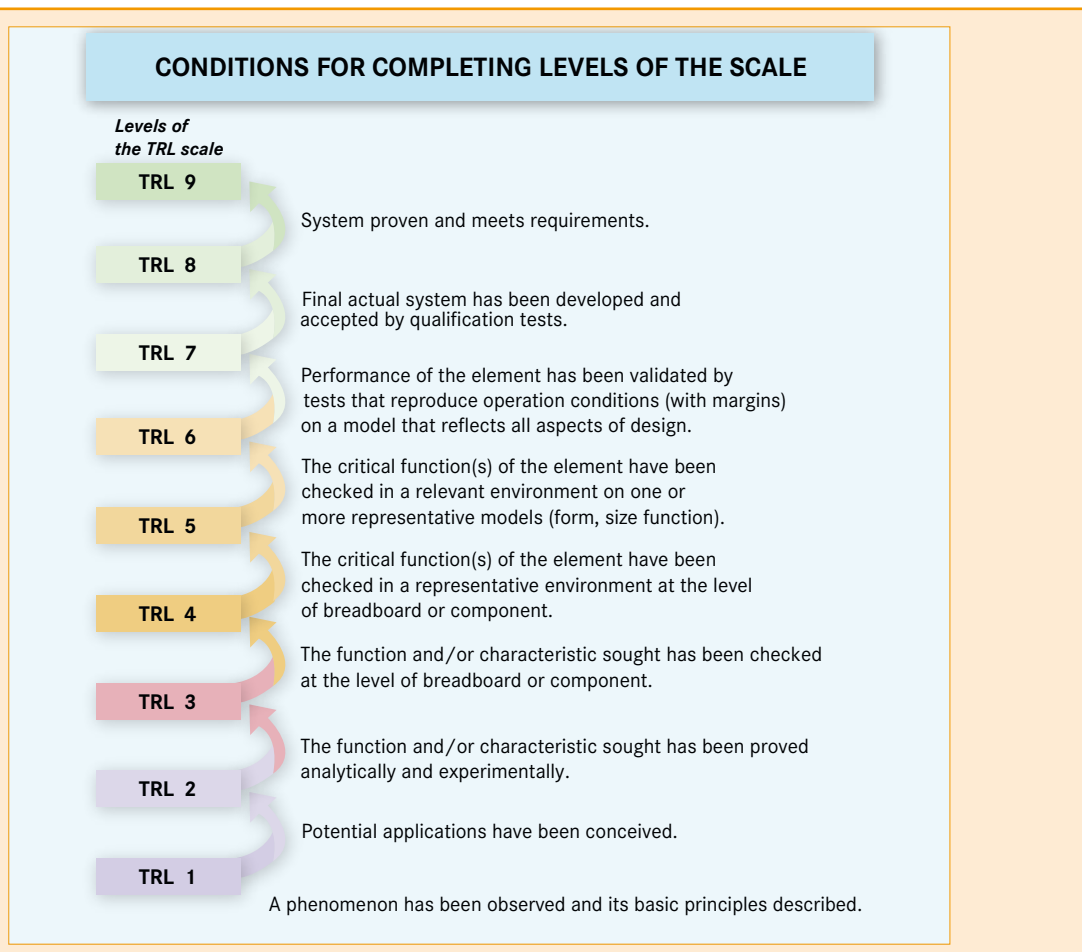 CONDITIONS FOR COMPLETING LEVELS OF THE SCALE
Levels of
the TRL scale
TRL 9
System proven and meets requirements.
TRL 8
Final actual system has been developed and
accepted by qualification tests.
TRL 7
Performance of the element has been validated by
tests that reproduce operation conditions (with margins)
on a model that reflects all aspects of design.
TRL 6
The critical function(s) of the element have been
checked in a relevant environment on one or
more representative models (form, size function).
TRL 5
The critical function(s) of the element have been
checked in a representative environment at the level
of breadboard or component.
TRL 4
The function and/or characteristic sought has been checked
at the level of breadboard or component.
TRL 3
The function and/or characteristic sought has been proved
analytically and experimentally.
TRL 2
Potential applications have been conceived.
TRL 1
A phenomenon has been observed and its basic principles described.